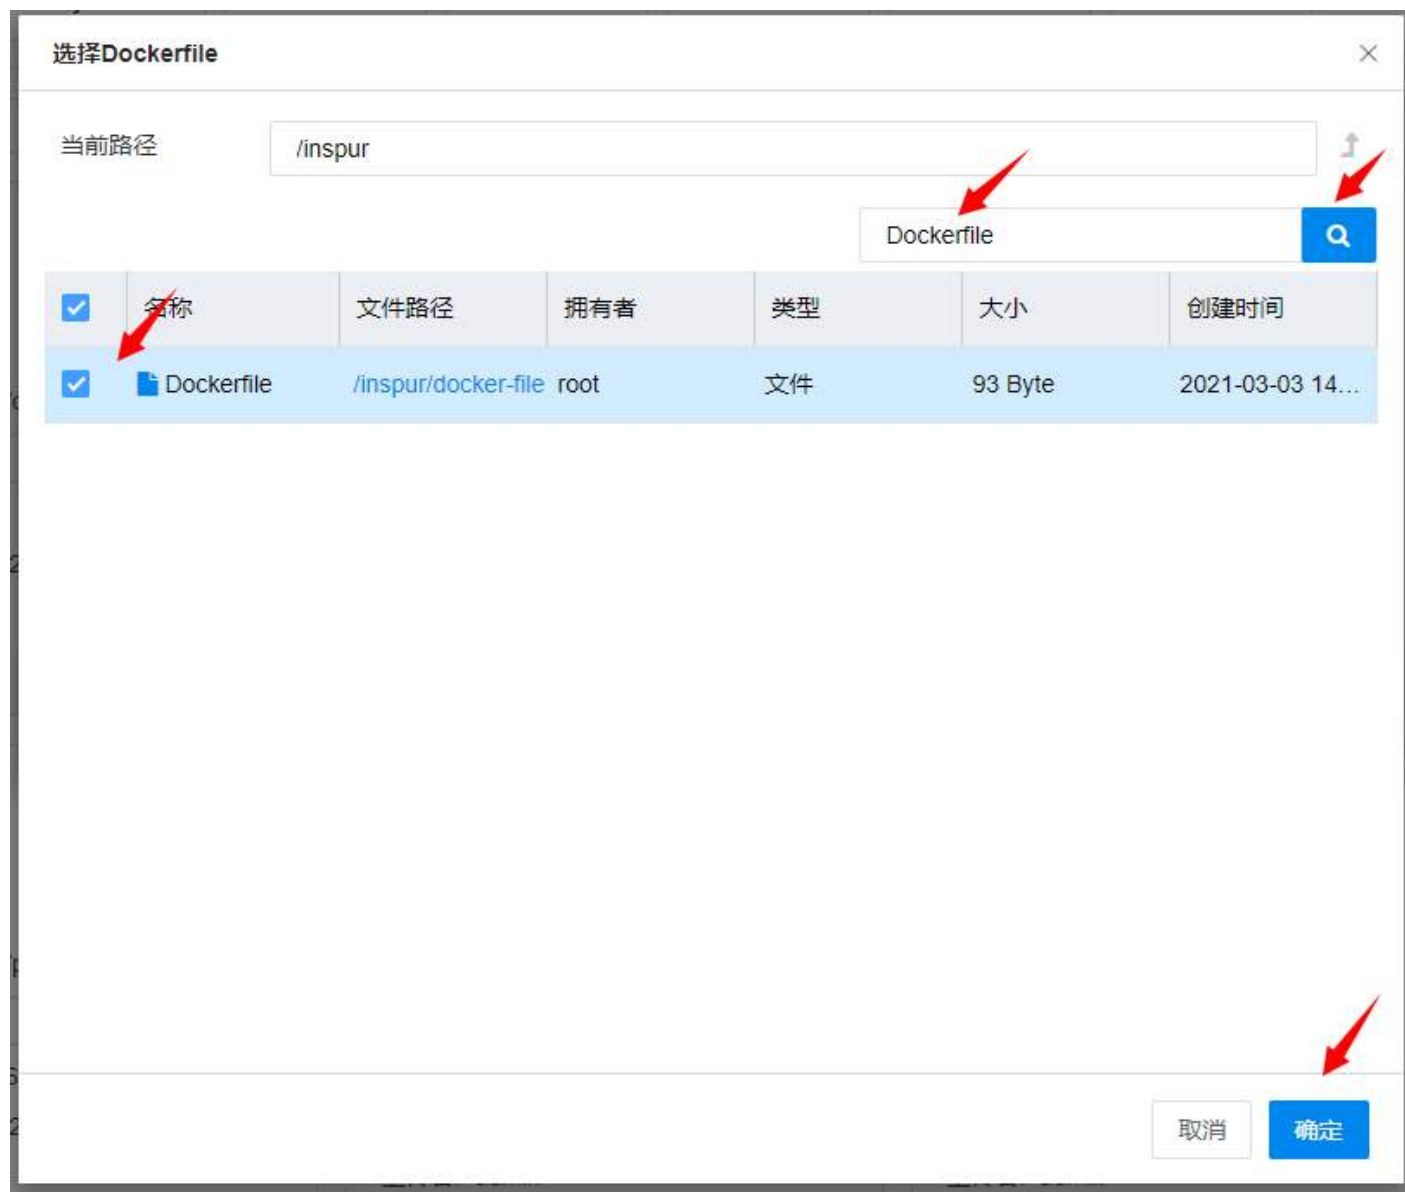 选择Dockerfile
当前路径 /inspur
Dockerfile
名称 文件路径 拥有者 类型 大小 创建时间
Dockerfile /inspur/docker-file root 文件 93 Byte 2021-03-03 14...
取消 确定